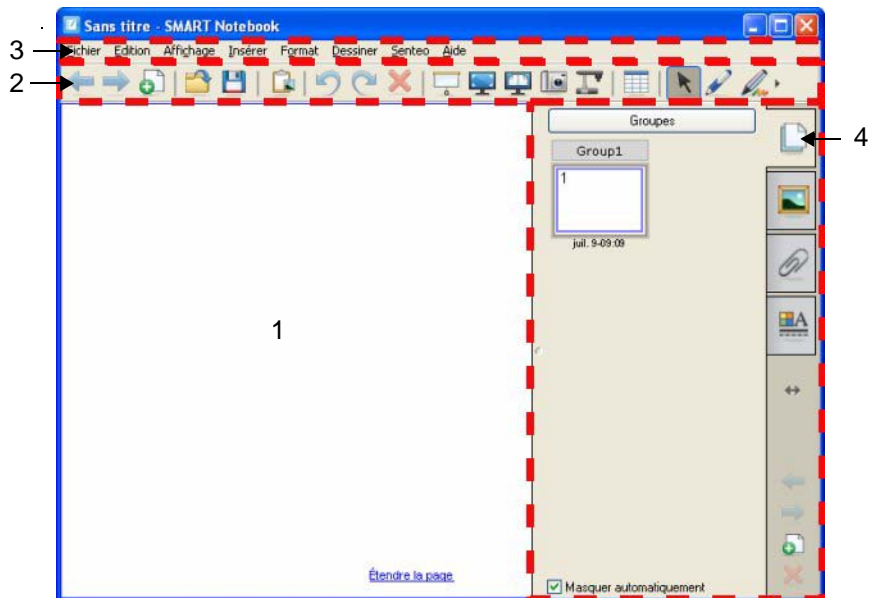 Sans titre - SMART Notebook
3
Fichier Edition Affichage Insérer Format Dessiner Senteo Aide
2
Groupes
4
Group1
1
juil. 9-09:09
1
Étendre la page
Masquer automatiquement